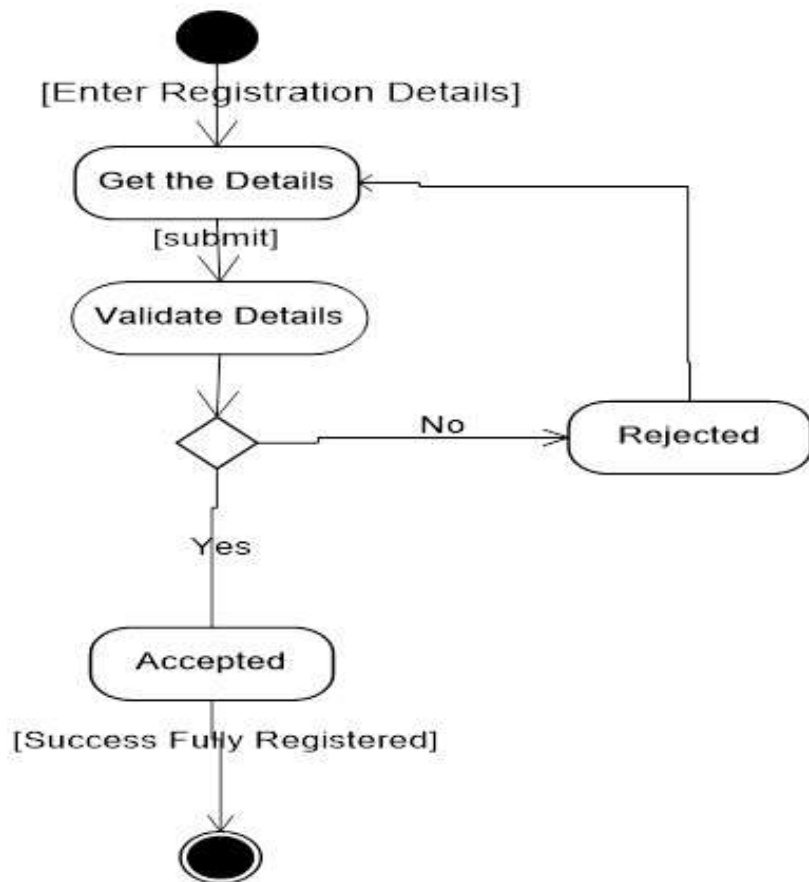 [Enter Registration Details]
Get the Details
[submit]
Validate Details
No
Rejected
Yes
Accepted
[Success Fully Registered]